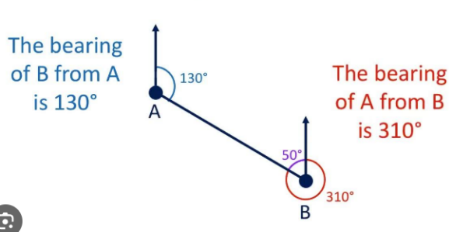 The bearing
of B from A
is 130°
130°
A
The bearing
of A from B
is 310°
50°
310°
B